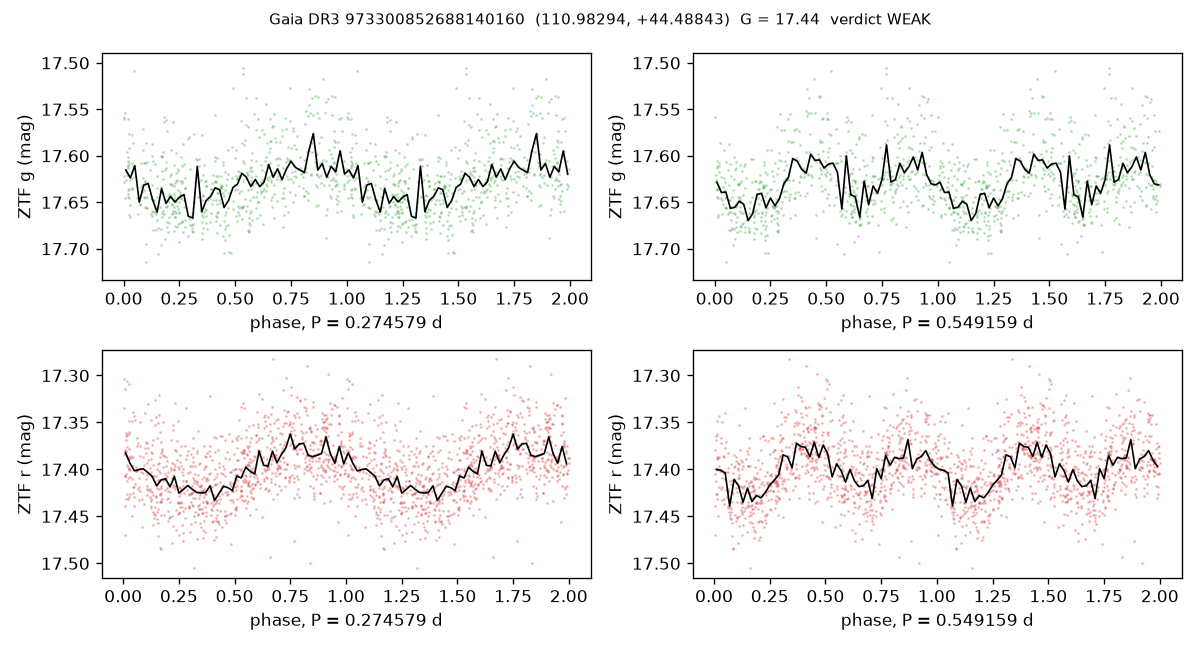 Gaia DR3 973300852688140160  (110.98294, +44.48843)  G = 17.44  verdict WEAK
ZTF g (mag)
17.50
17.55
17.60
17.65
17.70
0.00 0.25 0.50 0.75 1.00 1.25 1.50 1.75 2.00
phase, P = 0.274579 d
ZTF g (mag)
17.50
17.55
17.60
17.65
17.70
0.00 0.25 0.50 0.75 1.00 1.25 1.50 1.75 2.00
phase, P = 0.549159 d
ZTF r (mag)
17.30
17.35
17.40
17.45
17.50
0.00 0.25 0.50 0.75 1.00 1.25 1.50 1.75 2.00
phase, P = 0.274579 d
ZTF r (mag)
17.30
17.35
17.40
17.45
17.50
0.00 0.25 0.50 0.75 1.00 1.25 1.50 1.75 2.00
phase, P = 0.549159 d